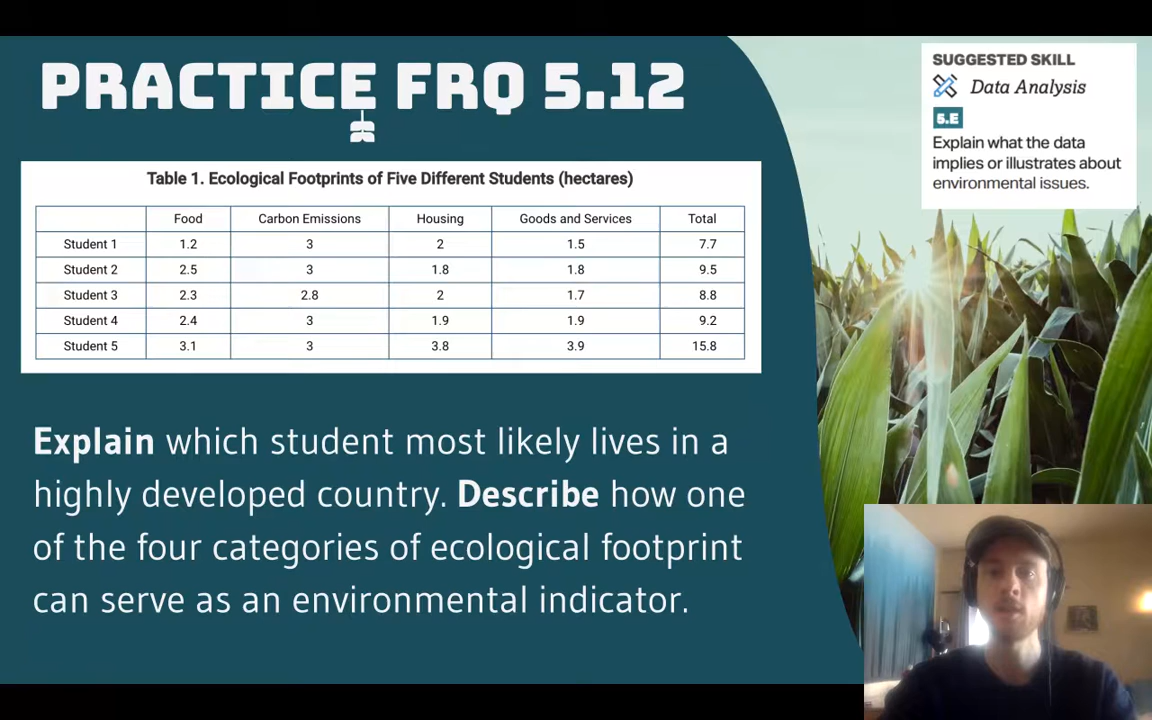 PRACTICE FRQ 5.12
SUGGESTED SKILL
Data Analysis
5.E
Explain what the data
implies or illustrates about
environmental issues.
Table 1. Ecological Footprints of Five Different Students (hectares)
Food Carbon Emissions Housing Goods and Services Total
Student 1 1.2 3 2 1.5 7.7
Student 2 2.5 3 1.8 1.8 9.5
Student 3 2.3 2.8 2 1.7 8.8
Student 4 2.4 3 1.9 1.9 9.2
Student 5 3.1 3 3.8 3.9 15.8
Explain which student most likely lives in a
highly developed country. Describe how one
of the four categories of ecological footprint
can serve as an environmental indicator.